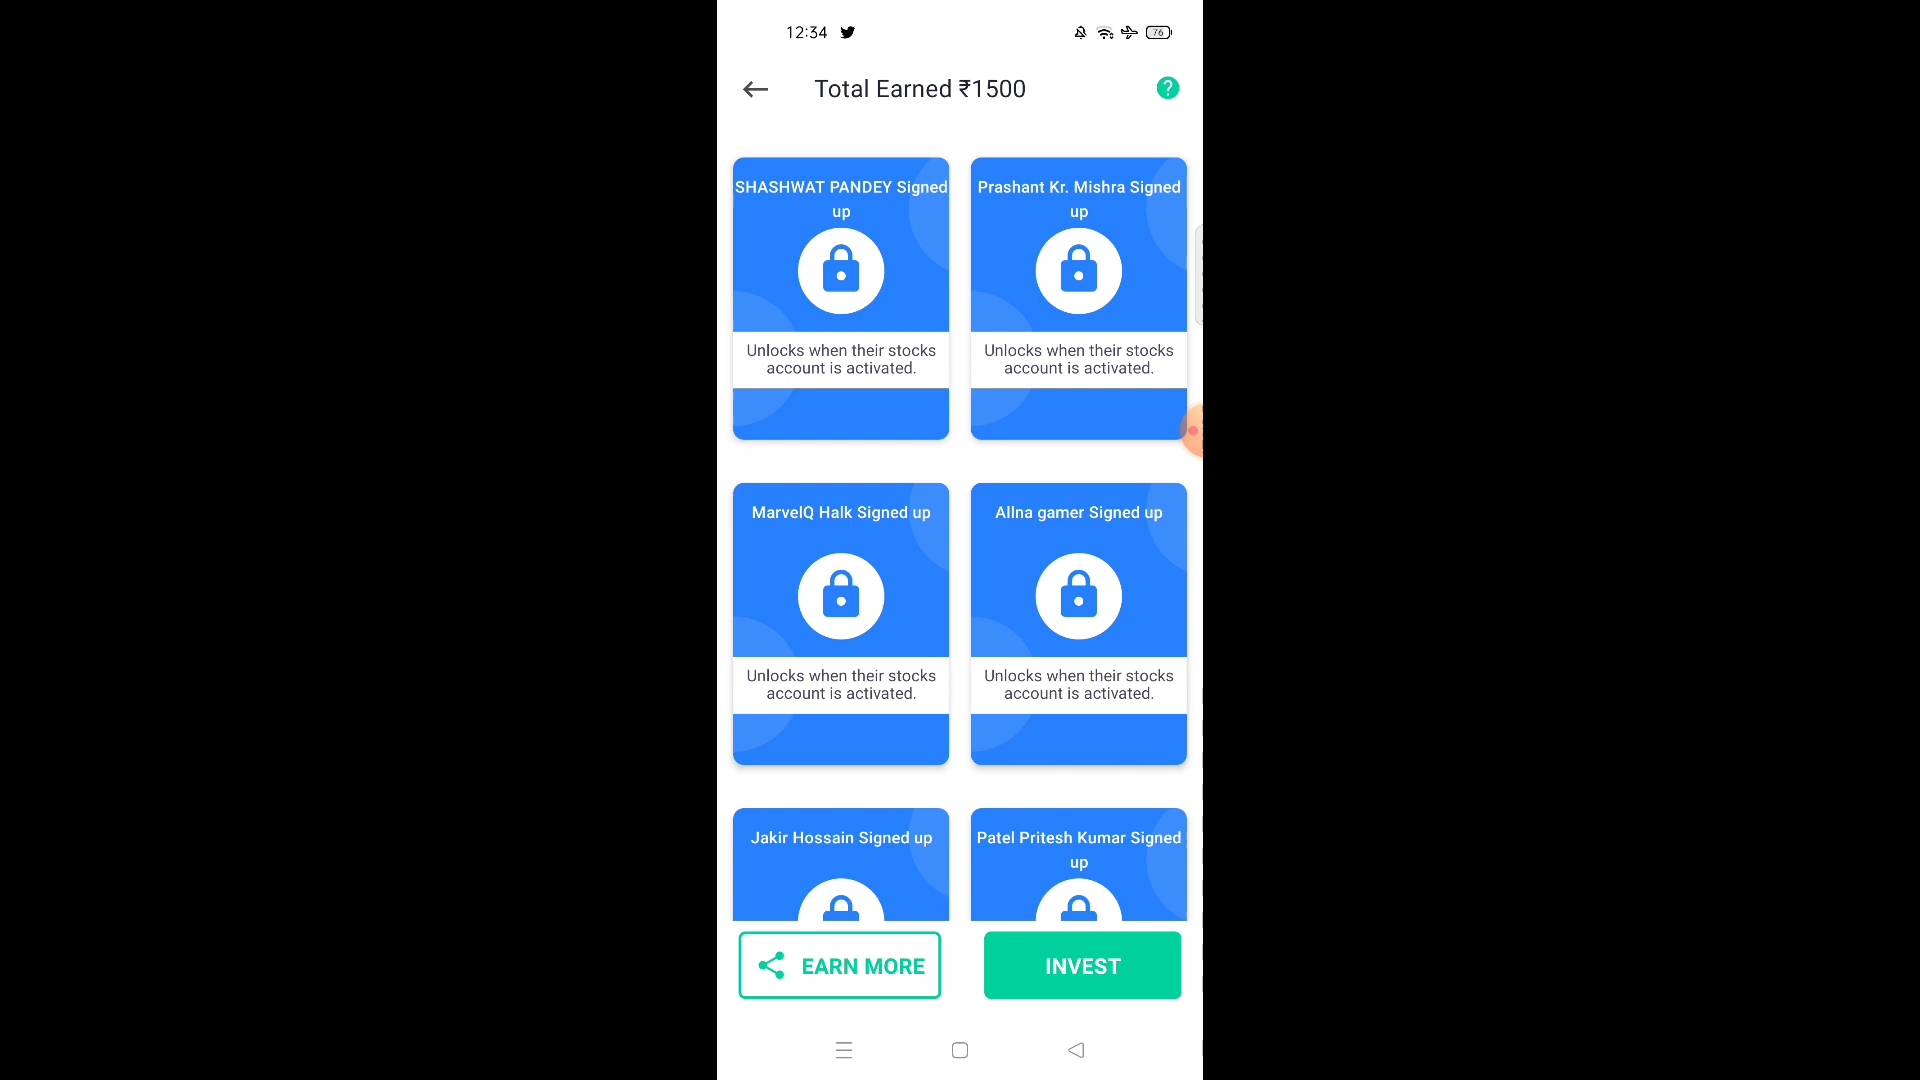 12:34
76
Total Earned ₹1500
?
SHASHWAT PANDEY Signed
up
Unlocks when their stocks
account is activated.
Prashant Kr. Mishra Signed
up
Unlocks when their stocks
account is activated.
MarvelQ Halk Signed up
Unlocks when their stocks
account is activated.
Allna gamer Signed up
Unlocks when their stocks
account is activated.
Jakir Hossain Signed up
Patel Pritesh Kumar Signed
up
EARN MORE
INVEST